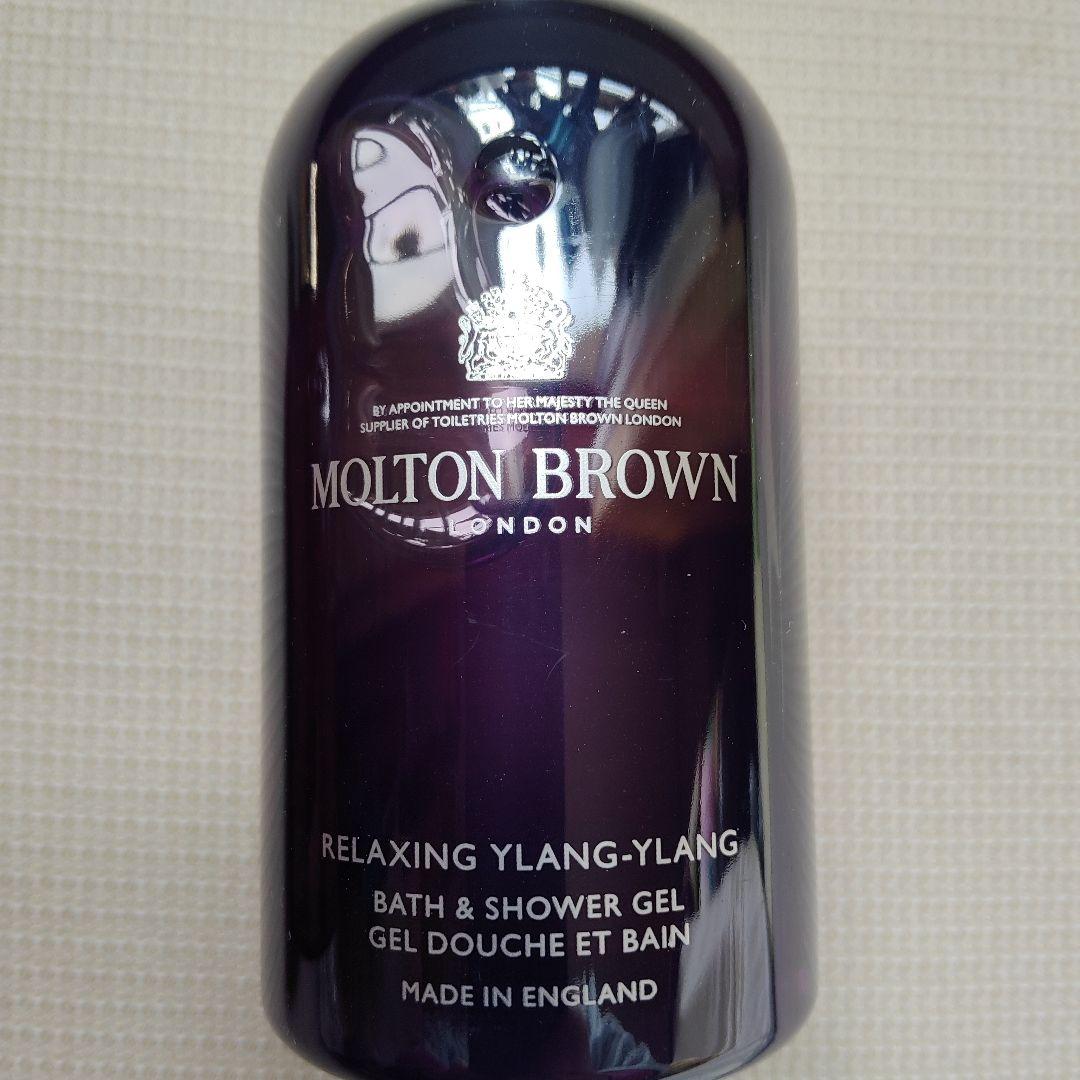 BY APPOINTMENT TO HER MAJESTY THE QUEEN
SUPPLIER OF TOILETRIES MOLTON BROWN LONDON
MOLTON BROWN
LONDON
RELAXING YLANG-YLANG
BATH & SHOWER GEL
GEL DOUCHE ET BAIN
MADE IN ENGLAND